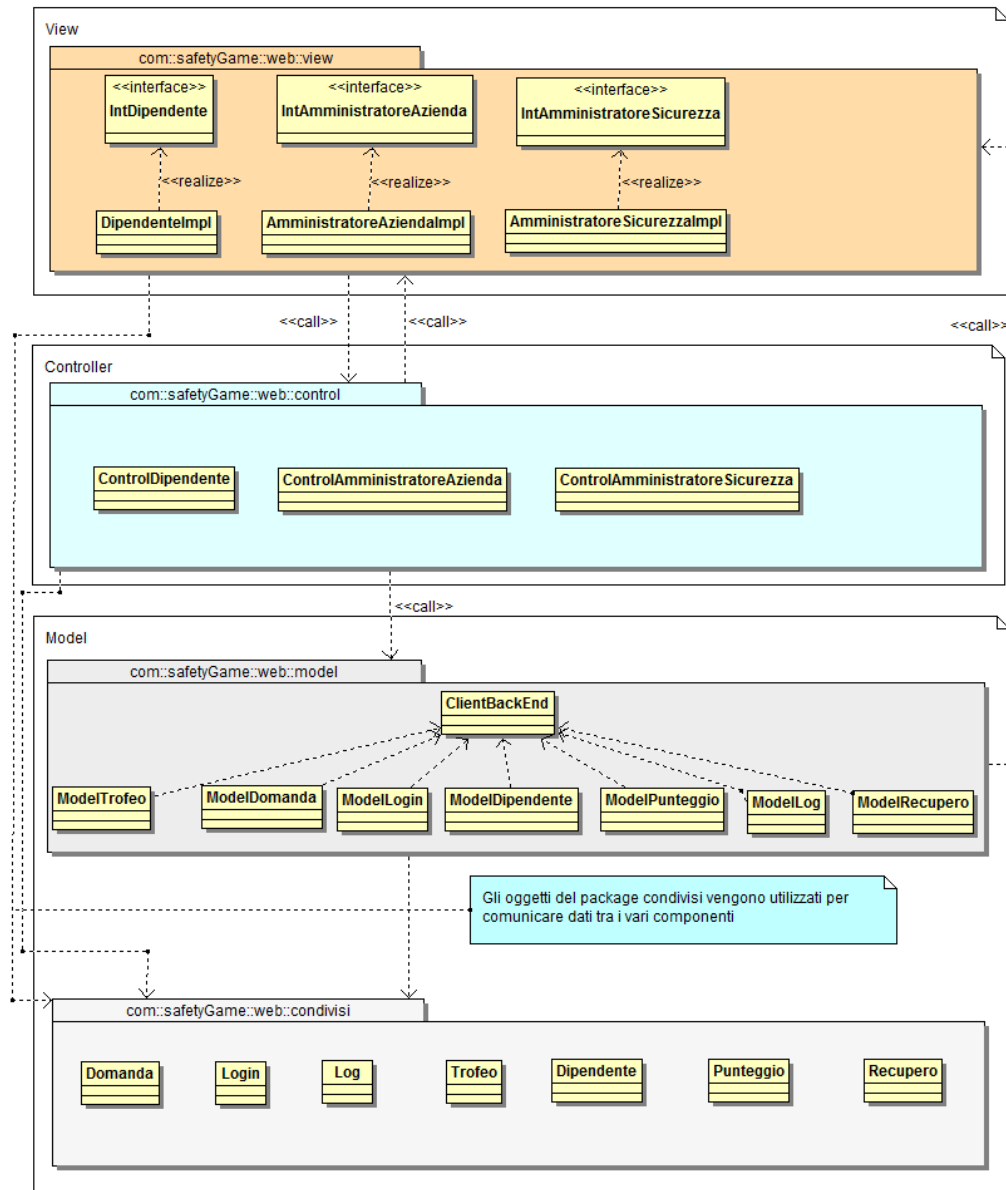 View
com::safetyGame::web::view
<<interface>>
IntDipendente
<<interface>>
IntAmministratoreAzienda
<<interface>>
IntAmministratoreSicurezza
<<realize>>
<<realize>>
<<realize>>
DipendenteImpl
AmministratoreAziendaImpl
AmministratoreSicurezzaImpl
<<call>>
<<call>>
<<call>>
Controller
com::safetyGame::web::control
ControlDipendente
ControlAmministratoreAzienda
ControlAmministratoreSicurezza
<<call>>
Model
com::safetyGame::web::model
ClientBackEnd
ModelTrofeo
ModelDomanda
ModelLogin
ModelDipendente
ModelPunteggio
ModelLog
ModelRecupero
Gli oggetti del package condivisi vengono utilizzati per
comunicare dati tra i vari componenti
com::safetyGame::web::condivisi
Domanda
Login
Log
Trofeo
Dipendente
Punteggio
Recupero